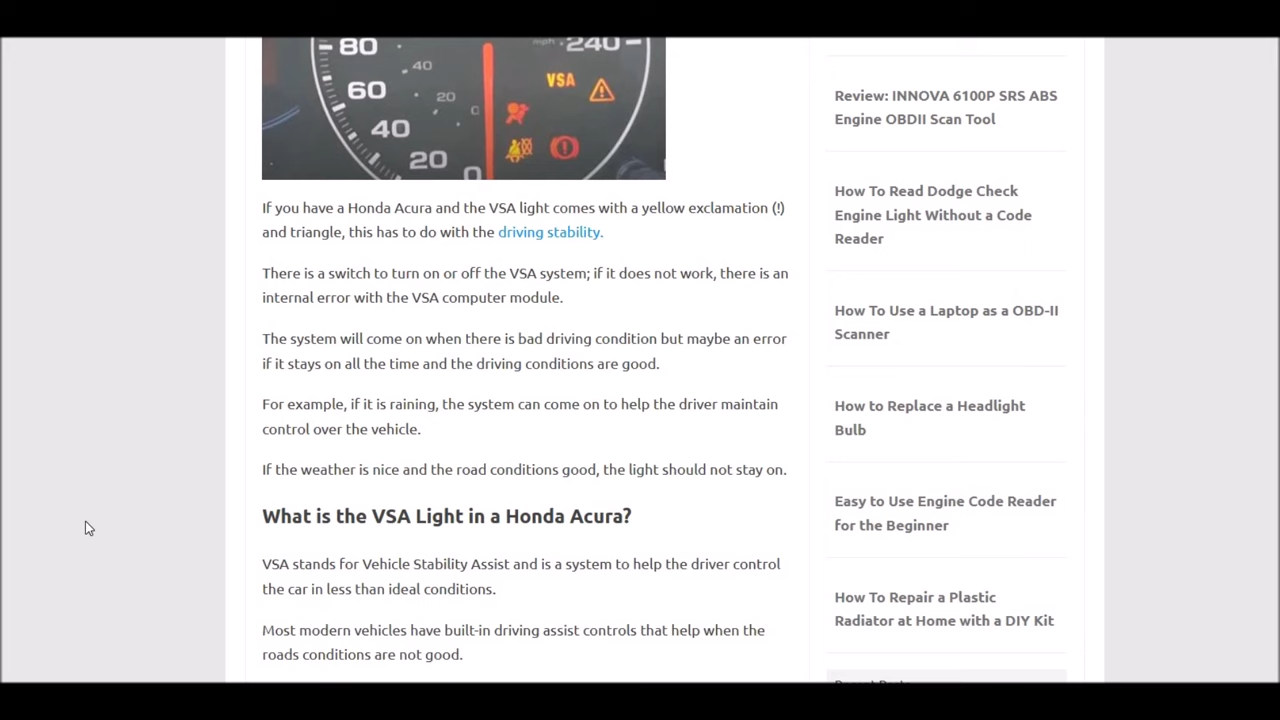 80
240
mph
40
60
VSA
20
0
40
20
0
If you have a Honda Acura and the VSA light comes with a yellow exclamation (!)
and triangle, this has to do with the driving stability.
There is a switch to turn on or off the VSA system; if it does not work, there is an
internal error with the VSA computer module.
The system will come on when there is bad driving condition but maybe an error
if it stays on all the time and the driving conditions are good.
For example, if it is raining, the system can come on to help the driver maintain
control over the vehicle.
If the weather is nice and the road conditions good, the light should not stay on.
What is the VSA Light in a Honda Acura?
VSA stands for Vehicle Stability Assist and is a system to help the driver control
the car in less than ideal conditions.
Most modern vehicles have built-in driving assist controls that help when the
roads conditions are not good.
Review: INNOVA 6100P SRS ABS
Engine OBDII Scan Tool
How To Read Dodge Check
Engine Light Without a Code
Reader
How To Use a Laptop as a OBD-II
Scanner
How to Replace a Headlight
Bulb
Easy to Use Engine Code Reader
for the Beginner
How To Repair a Plastic
Radiator at Home with a DIY Kit